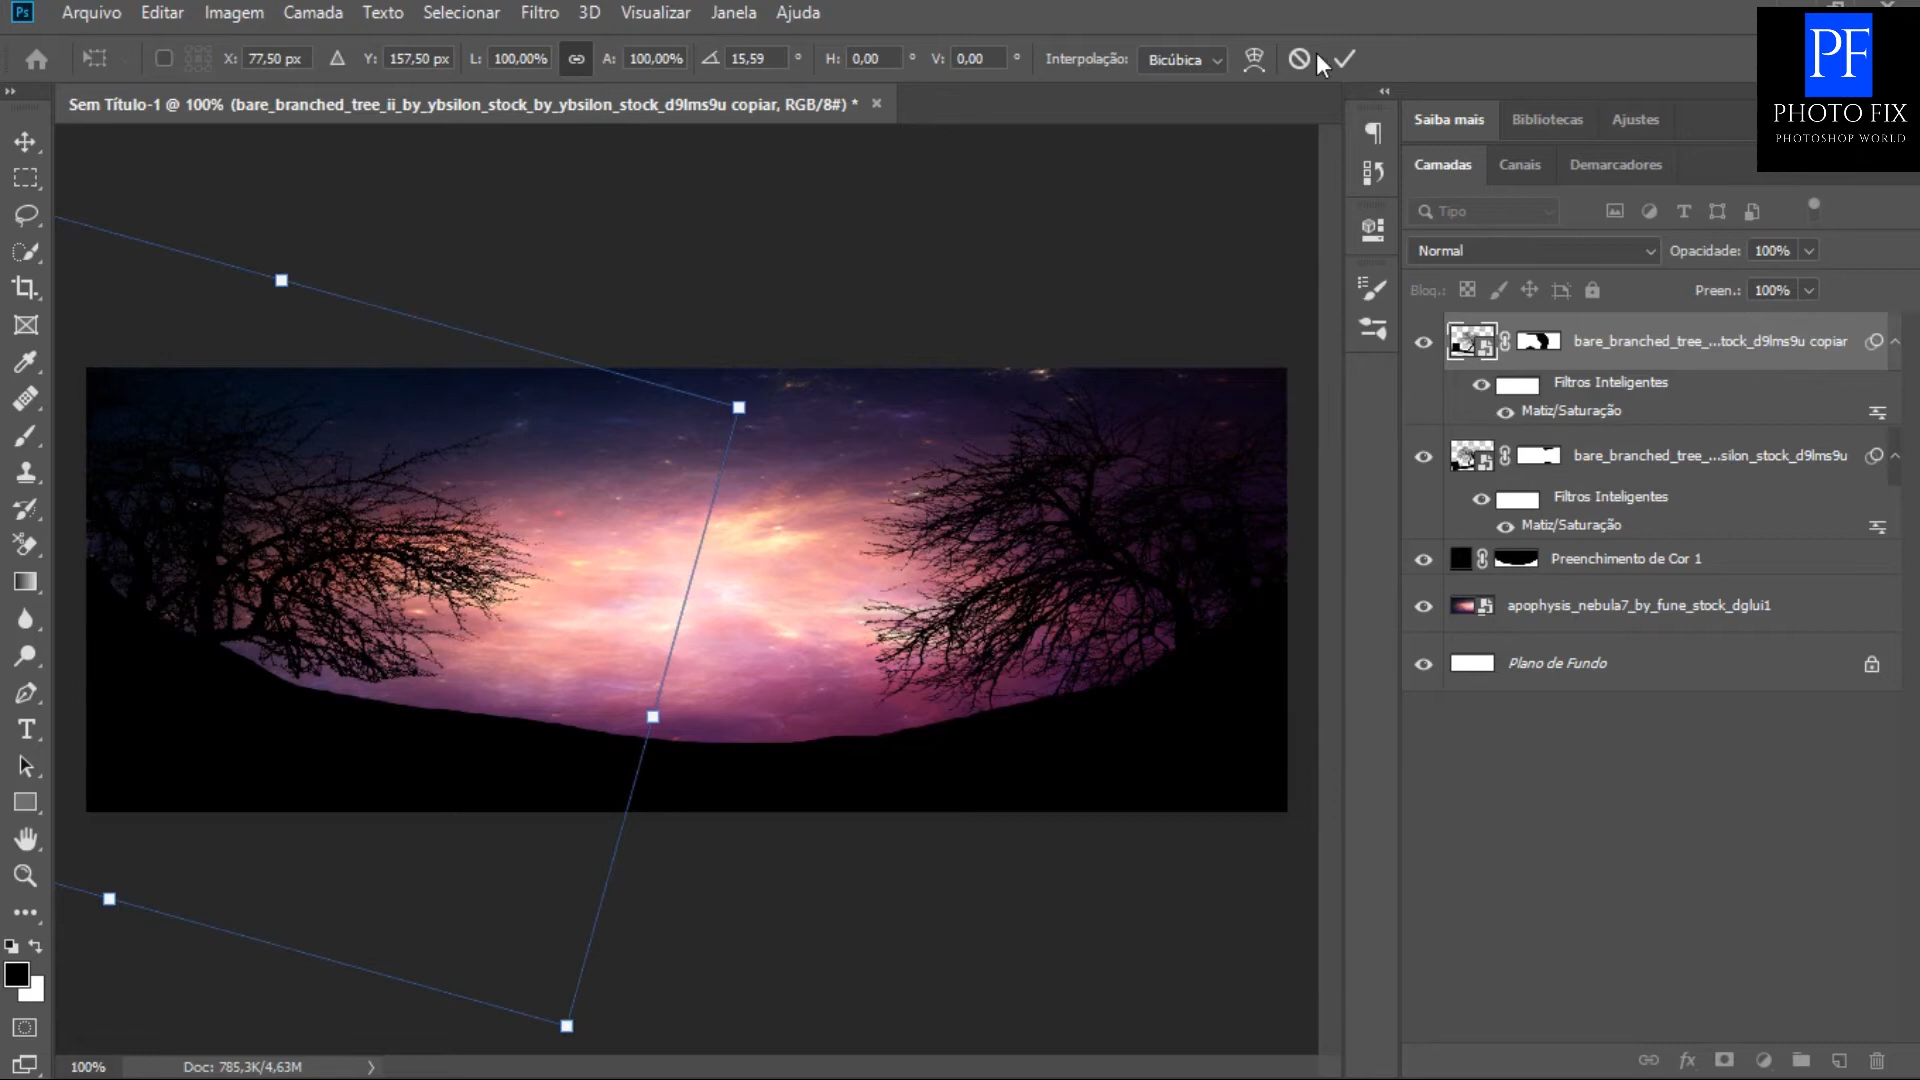 Ps Arquivo Editar Imagem Camada Texto Selecionar Filtro 3D Visualizar Janela Ajuda
X: 77,50 px Y: 157,50 px L: 100,00% A: 100,00% 15,59 ° H: 0,00 ° V: 0,00 ° Interpolação: Bicúbica
PF
PHOTO FIX
PHOTOSHOP WORLD
Sem Título-1 @ 100% (bare_branched_tree_ii_by_ybsilon_stock_by_ybsilon_stock_d9lms9u copiar, RGB/8#) *
Saiba mais Bibliotecas Ajustes
Camadas Canais Demarcadores
Tipo
Normal Opacidade: 100%
Bloq.: Preen.: 100%
bare_branched_tree_...tock_d9lms9u copiar
Filtros Inteligentes
Matiz/Saturação
bare_branched_tree_...silon_stock_d9lms9u
Filtros Inteligentes
Matiz/Saturação
Preenchimento de Cor 1
apophysis_nebula7_by_fune_stock_dglui1
Plano de Fundo
fx
100% Doc: 785,3K/4,63M